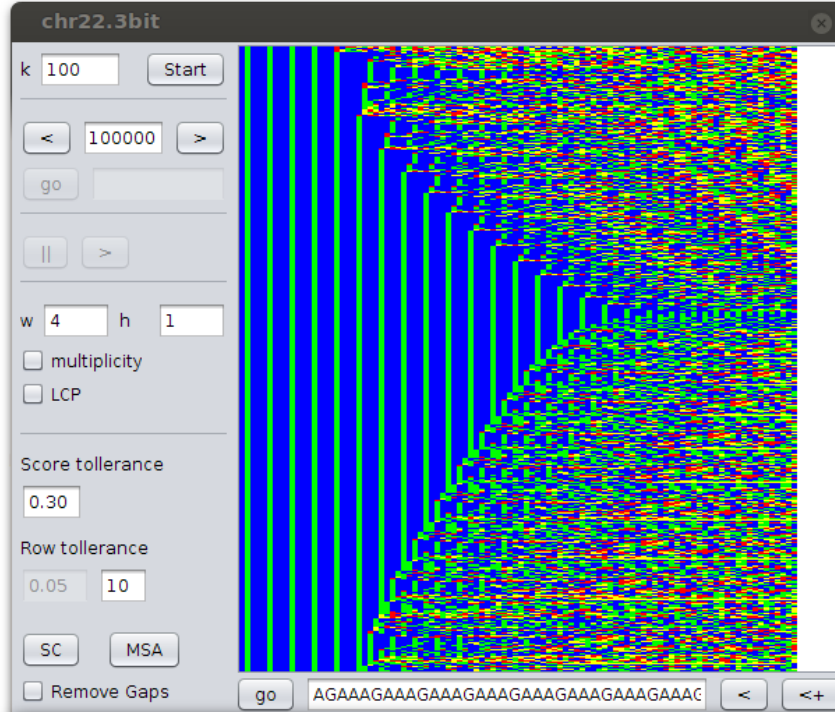 chr22.3bit
k 100 Start
< 100000 >
go
|| >
w 4 h 1
multiplicity
LCP
Score tollerance
0.30
Row tollerance
0.05 10
SC MSA
Remove Gaps
go AGAAAGAAAGAAAGAAAGAAAGAAAGAAAGAAAG < <+